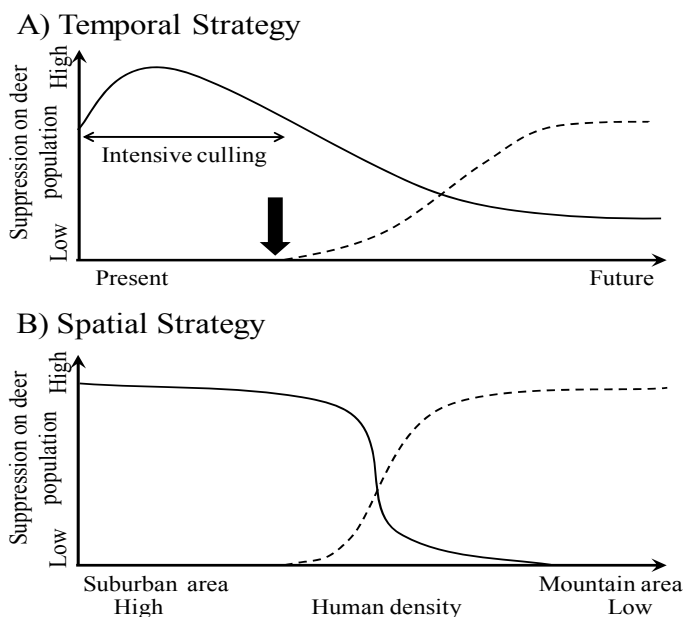 A) Temporal Strategy
Suppression on deer
population
High
Low
Intensive culling
Present
Future
B) Spatial Strategy
Suppression on deer
population
High
Low
Suburban area
Mountain area
High
Human density
Low